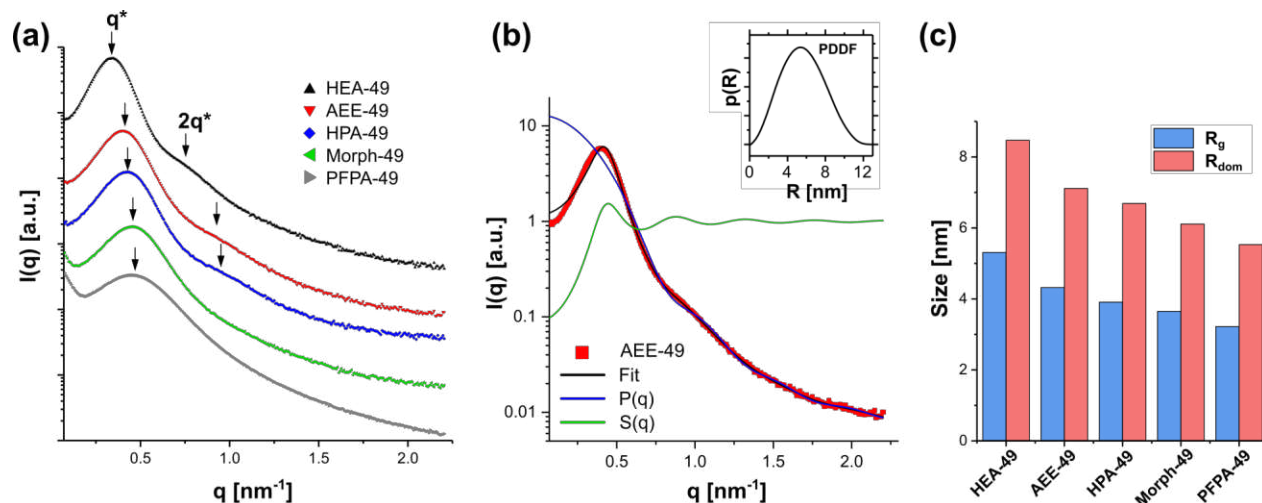 (a)
q*
2q*
HEA-49
AEE-49
HPA-49
Morph-49
PFPA-49
I(q) [a.u.]
0.5
1.0
1.5
2.0
q [nm⁻¹]
(b)
PDDF
p(R)
0
4
8
12
R [nm]
10
1
0.1
0.01
I(q) [a.u.]
AEE-49
Fit
P(q)
S(q)
0.5
1.0
1.5
2.0
q [nm⁻¹]
(c)
Rg
Rdom
8
6
4
2
0
Size [nm]
HEA-49
AEE-49
HPA-49
Morph-49
PFPA-49